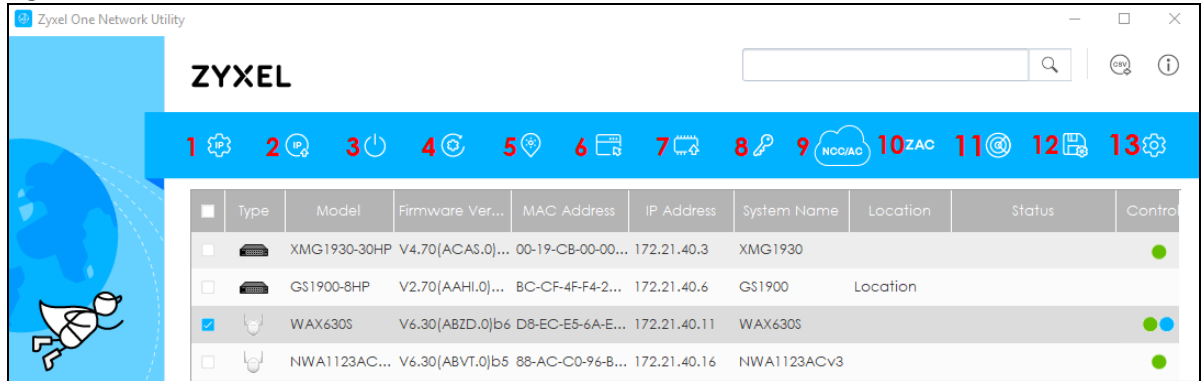 Zyxel One Network Utility
ZYXEL
CSV
1 IP 2 IP 3 4 5 6 7 8 9 NCC/AC 10 ZAC 11 12 13
Type Model Firmware Ver... MAC Address IP Address System Name Location Status Control
XMG1930-30HP V4.70(ACAS.0)... 00-19-CB-00-00... 172.21.40.3 XMG1930
GS1900-8HP V2.70(AAHI.0)... BC-CF-4F-F4-2... 172.21.40.6 GS1900 Location
WAX630S V6.30(ABZD.0)b6 D8-EC-E5-6A-E... 172.21.40.11 WAX630S
NWA1123AC... V6.30(ABVT.0)b5 88-AC-C0-96-B... 172.21.40.16 NWA1123ACv3